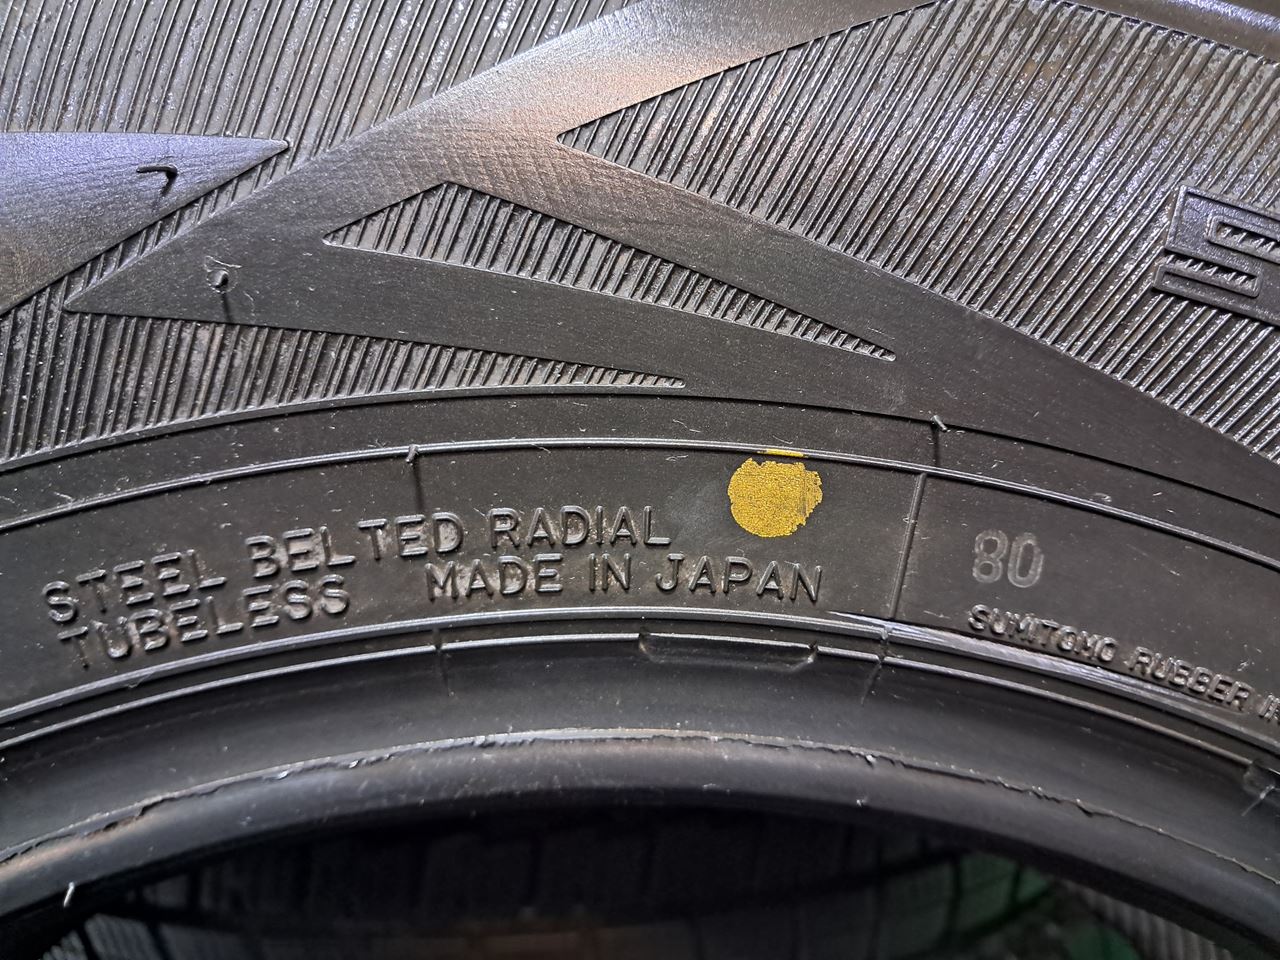 STEEL BELTED RADIAL
TUBELESS MADE IN JAPAN
80
SUMITOMO RUBBER